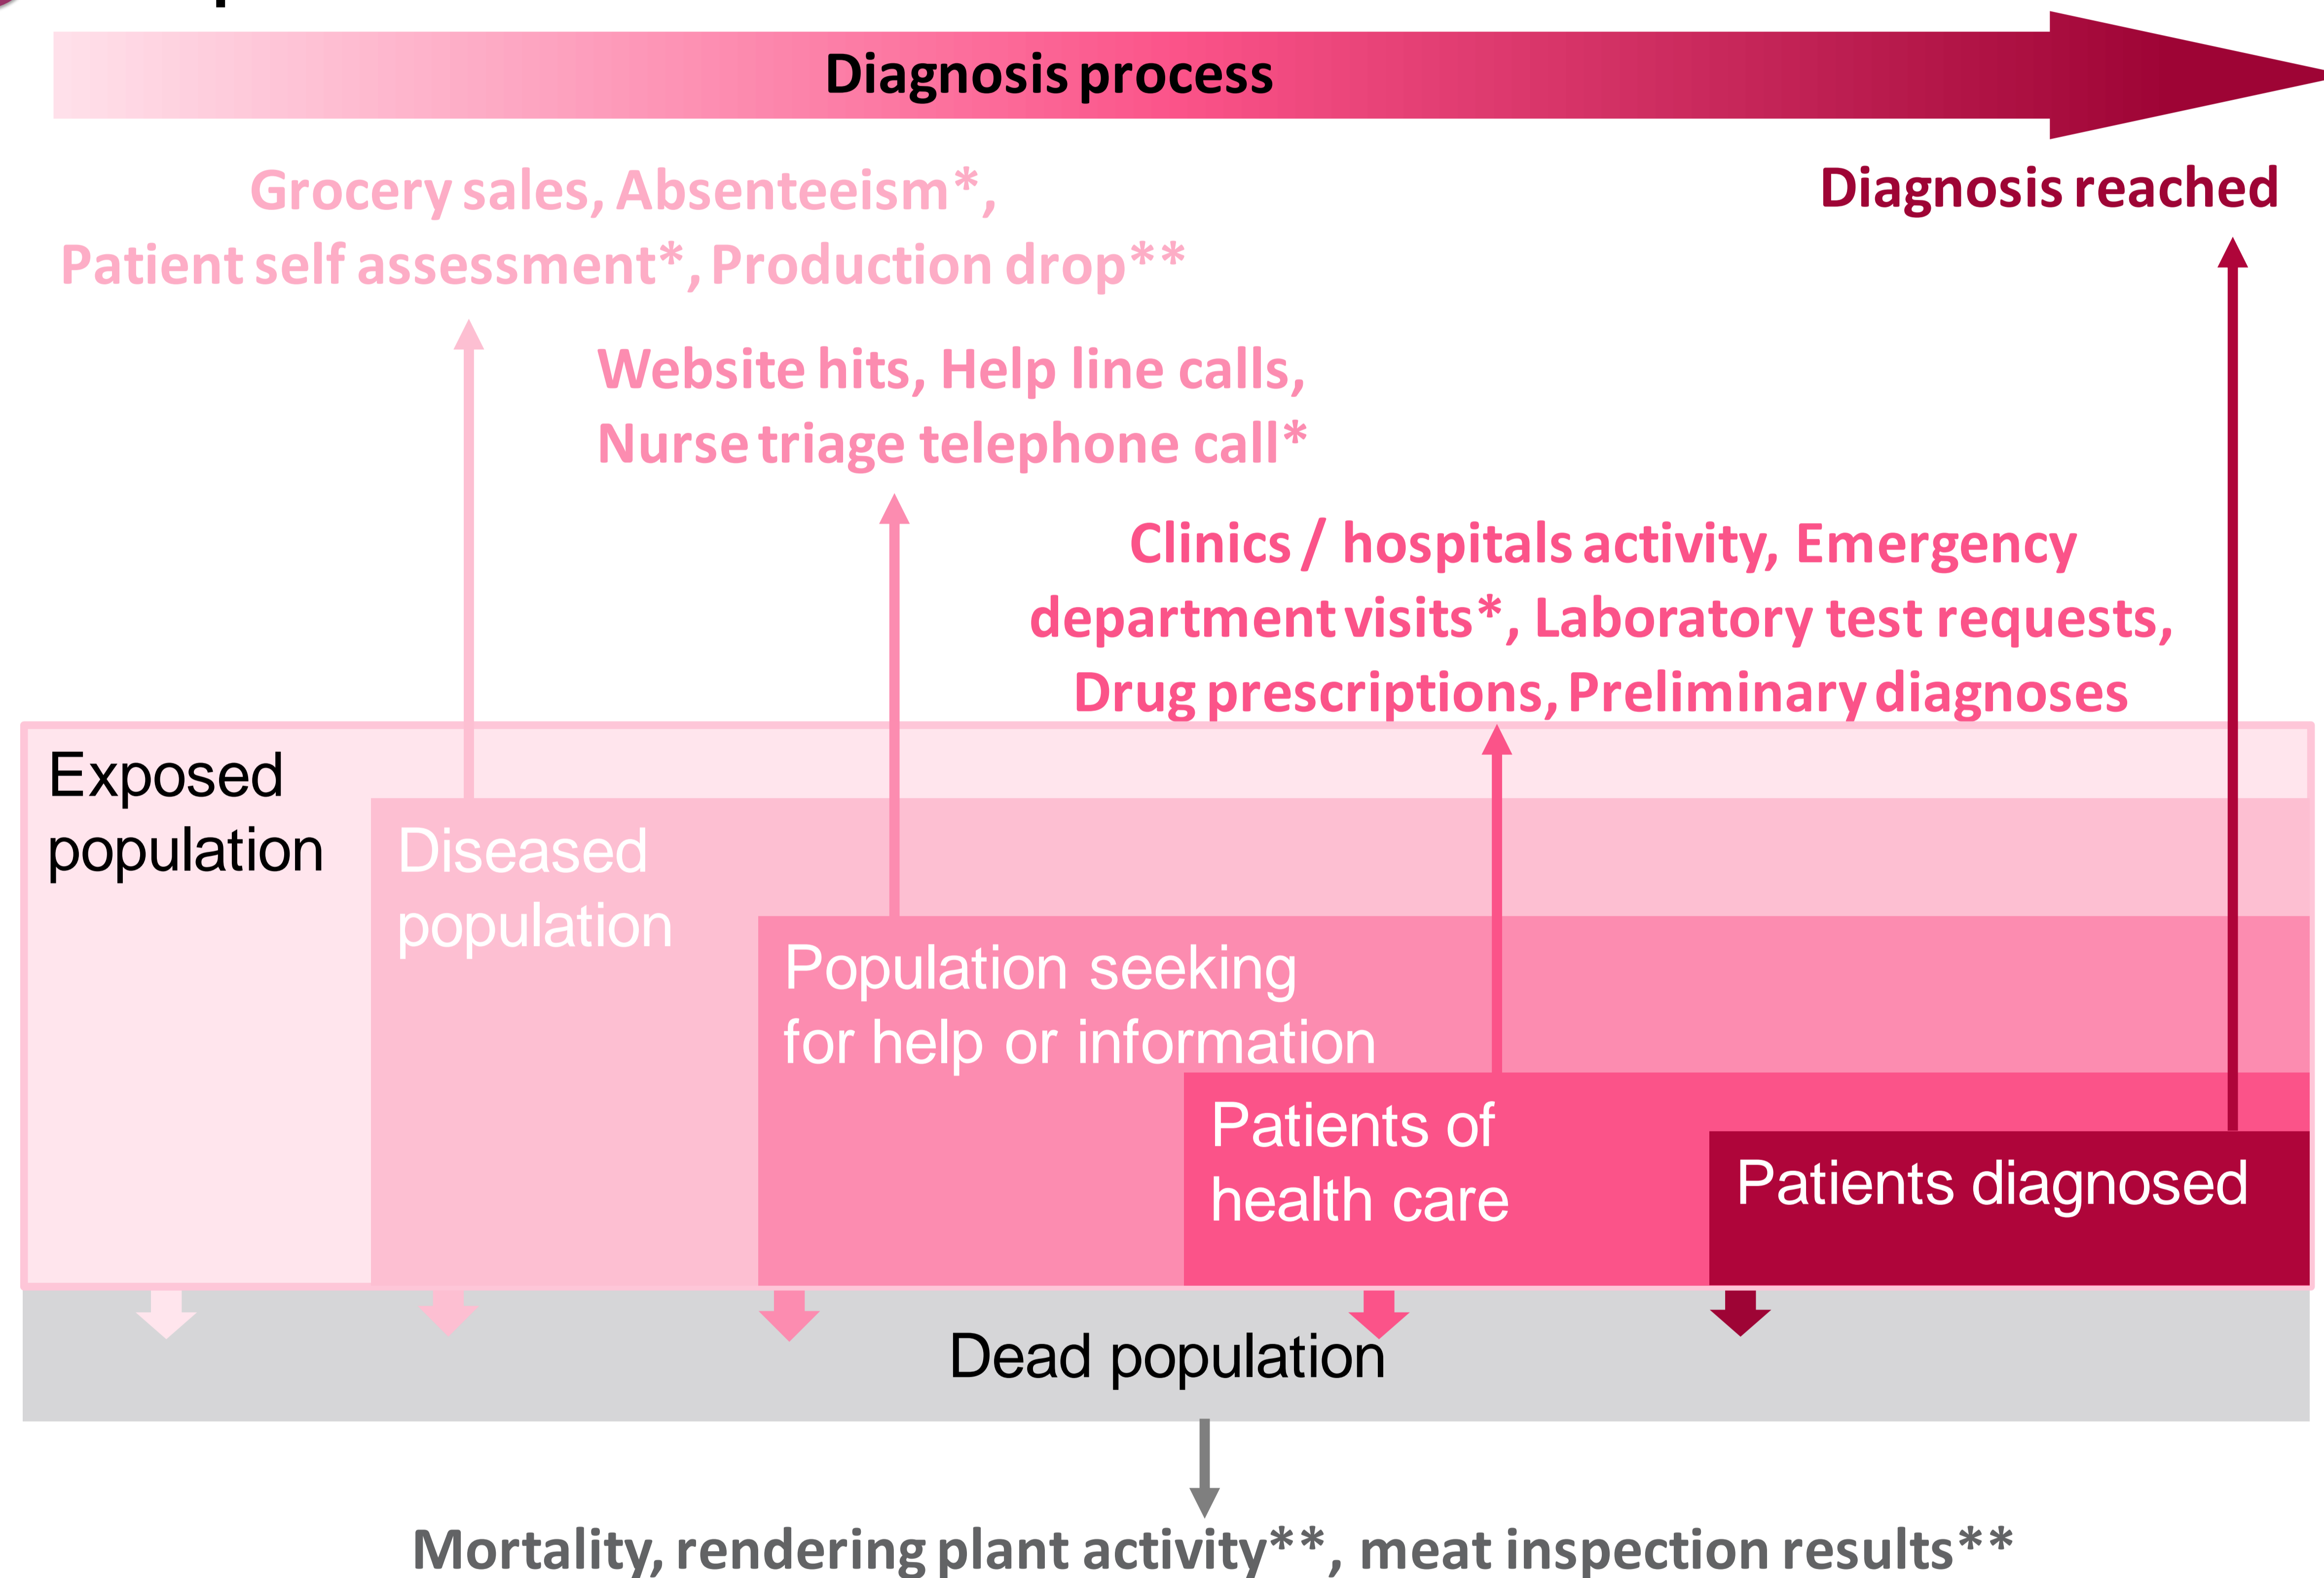 Diagnosis process
Grocery sales, Absenteeism*,
Patient self assessment*, Production drop**
Diagnosis reached
Website hits, Help line calls,
Nurse triage telephone call*
Clinics / hospitals activity, Emergency
department visits*, Laboratory test requests,
Drug prescriptions, Preliminary diagnoses
Exposed
population
Diseased
population
Population seeking
for help or information
Patients of
health care
Patients diagnosed
Dead population
Mortality, rendering plant activity**, meat inspection results**